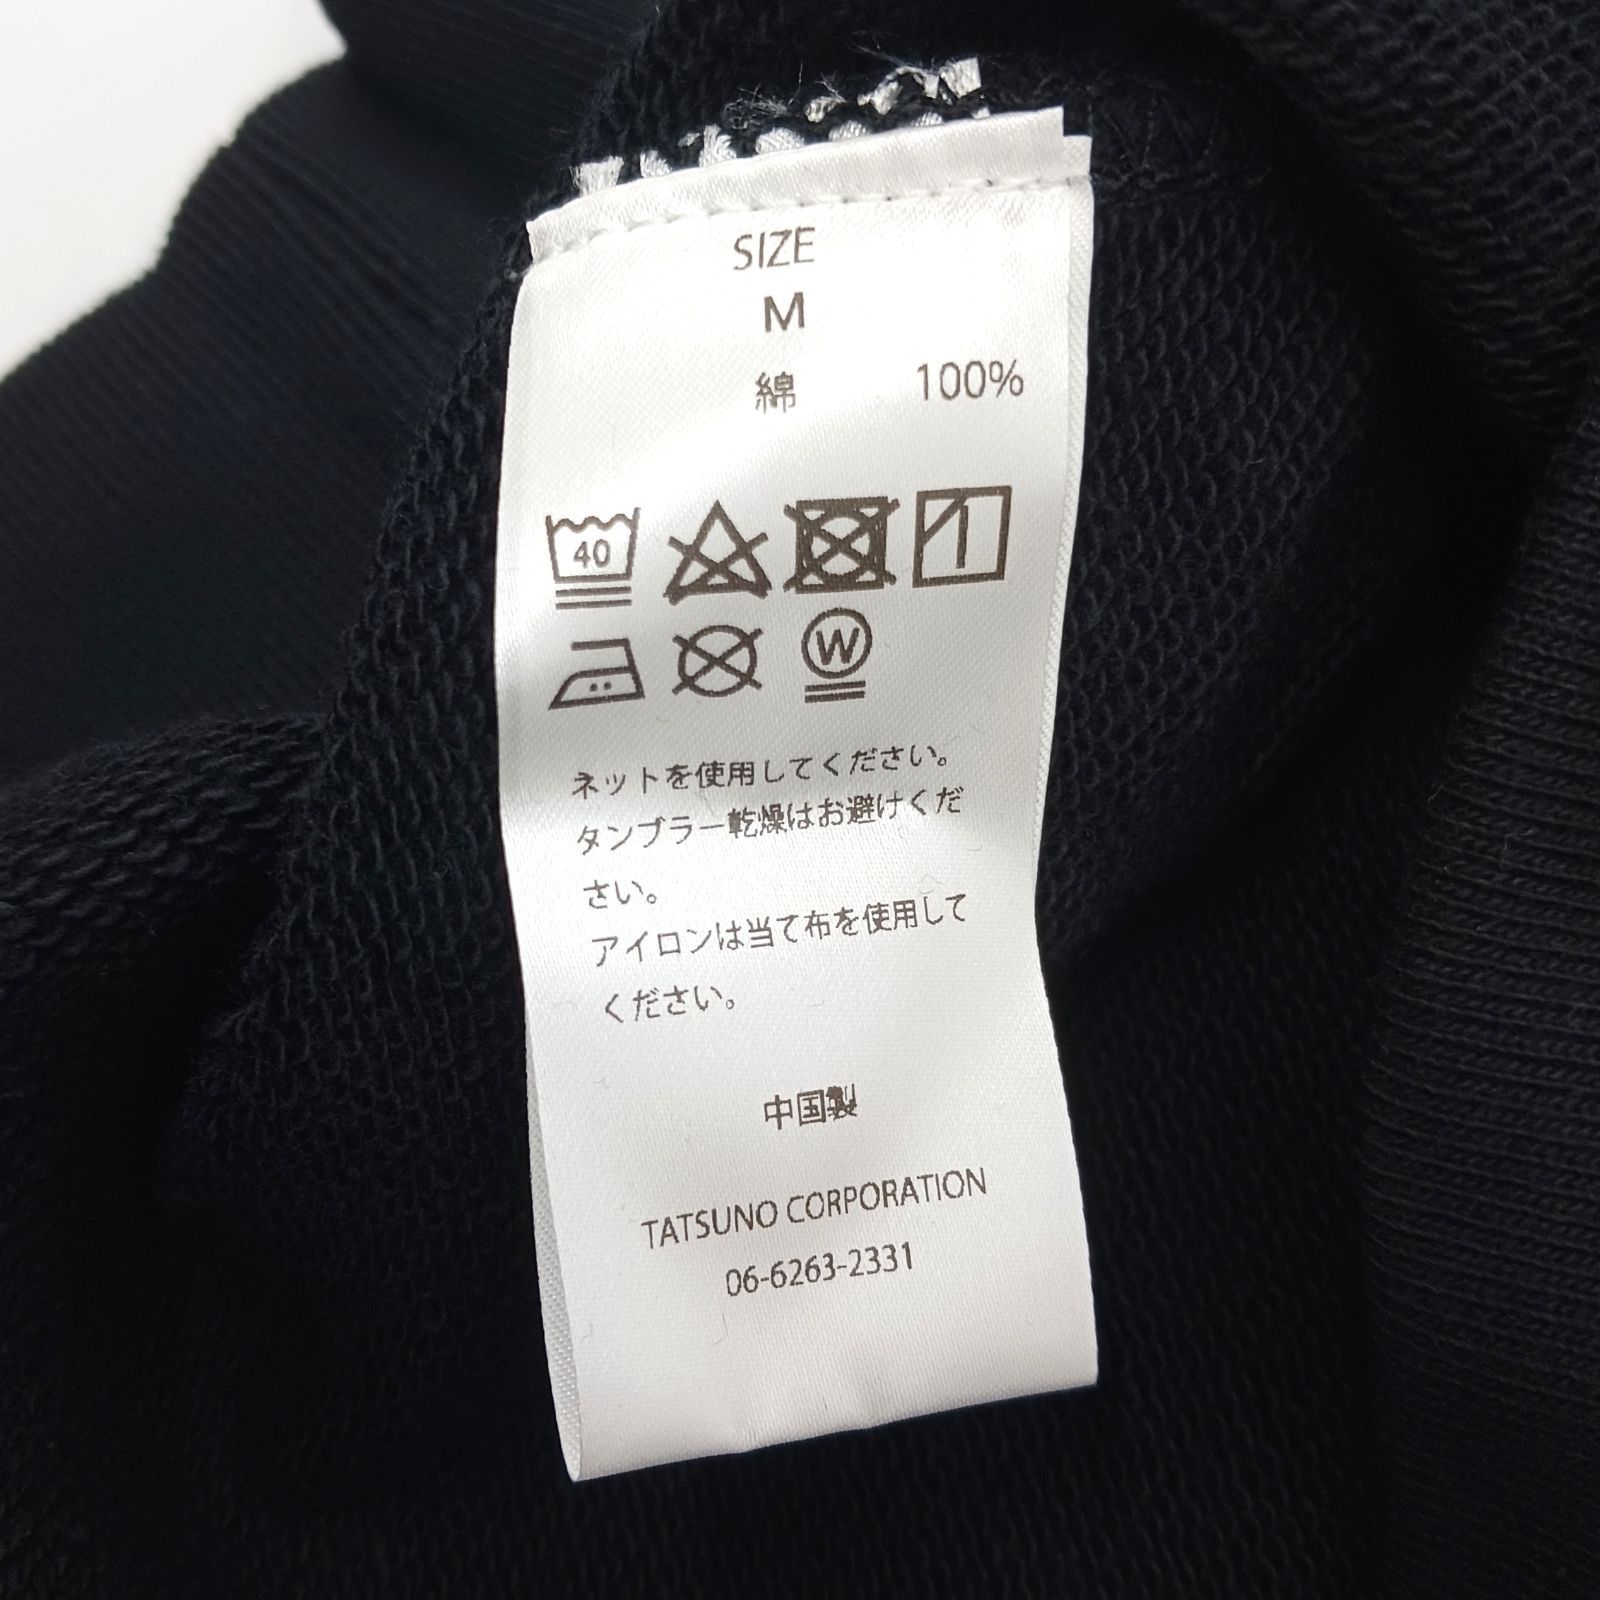 SIZE
M
綿 100%
40
W
ネットを使用してください。
タンブラー乾燥はお避けくだ
さい。
アイロンは当て布を使用して
ください。
中国製
TATSUNO CORPORATION
06-6263-2331